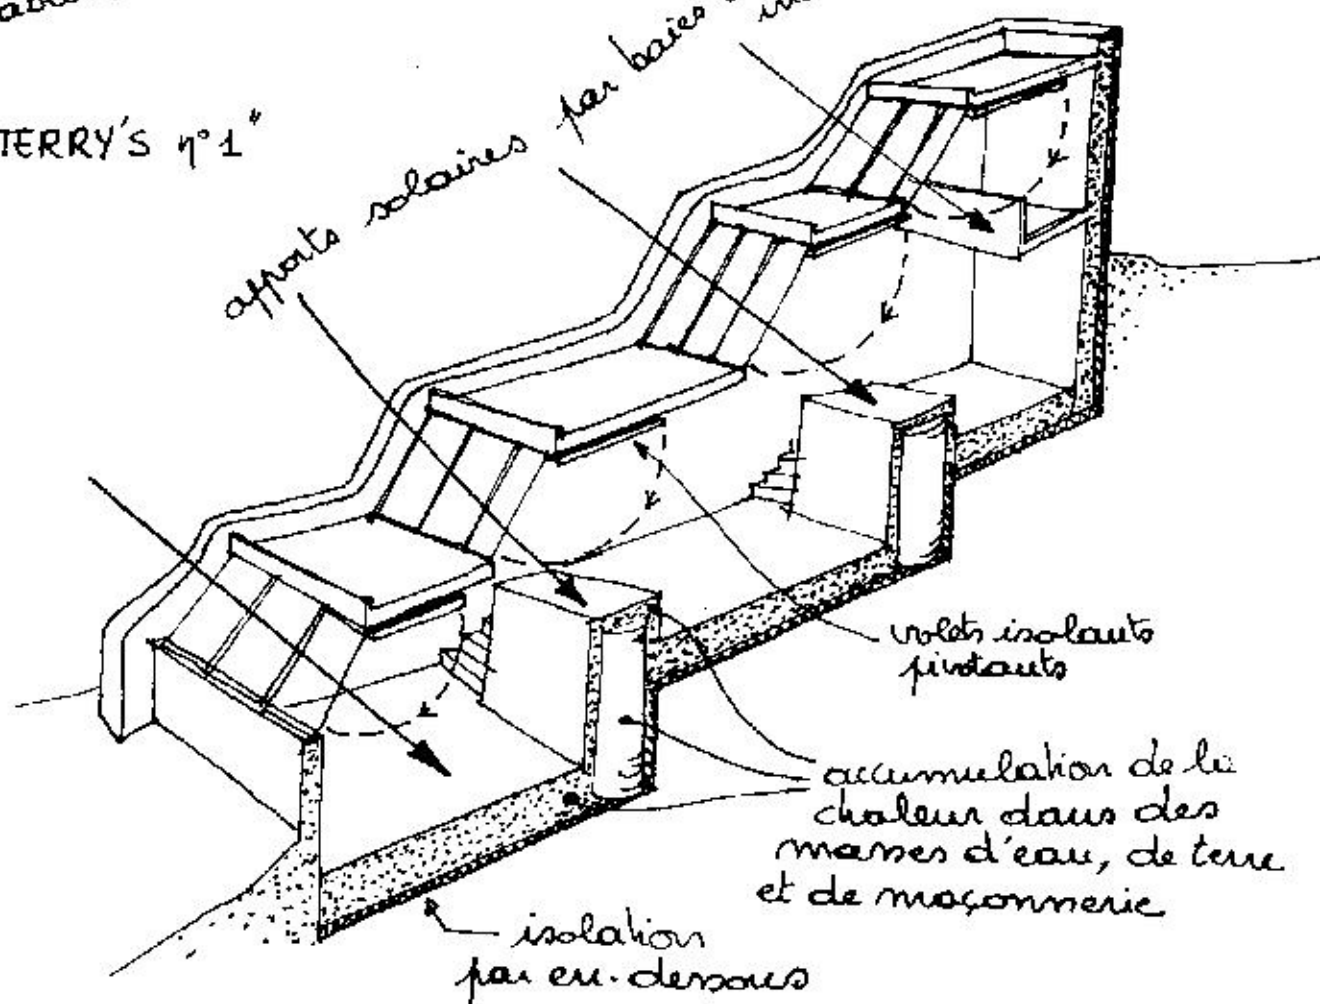 TERRY'S n°1"
apports solaires par baies
volets isolants
pivotants
accumulation de la
chaleur dans des
masses d'eau, de terre
et de maçonnerie
isolation
par en-dessous